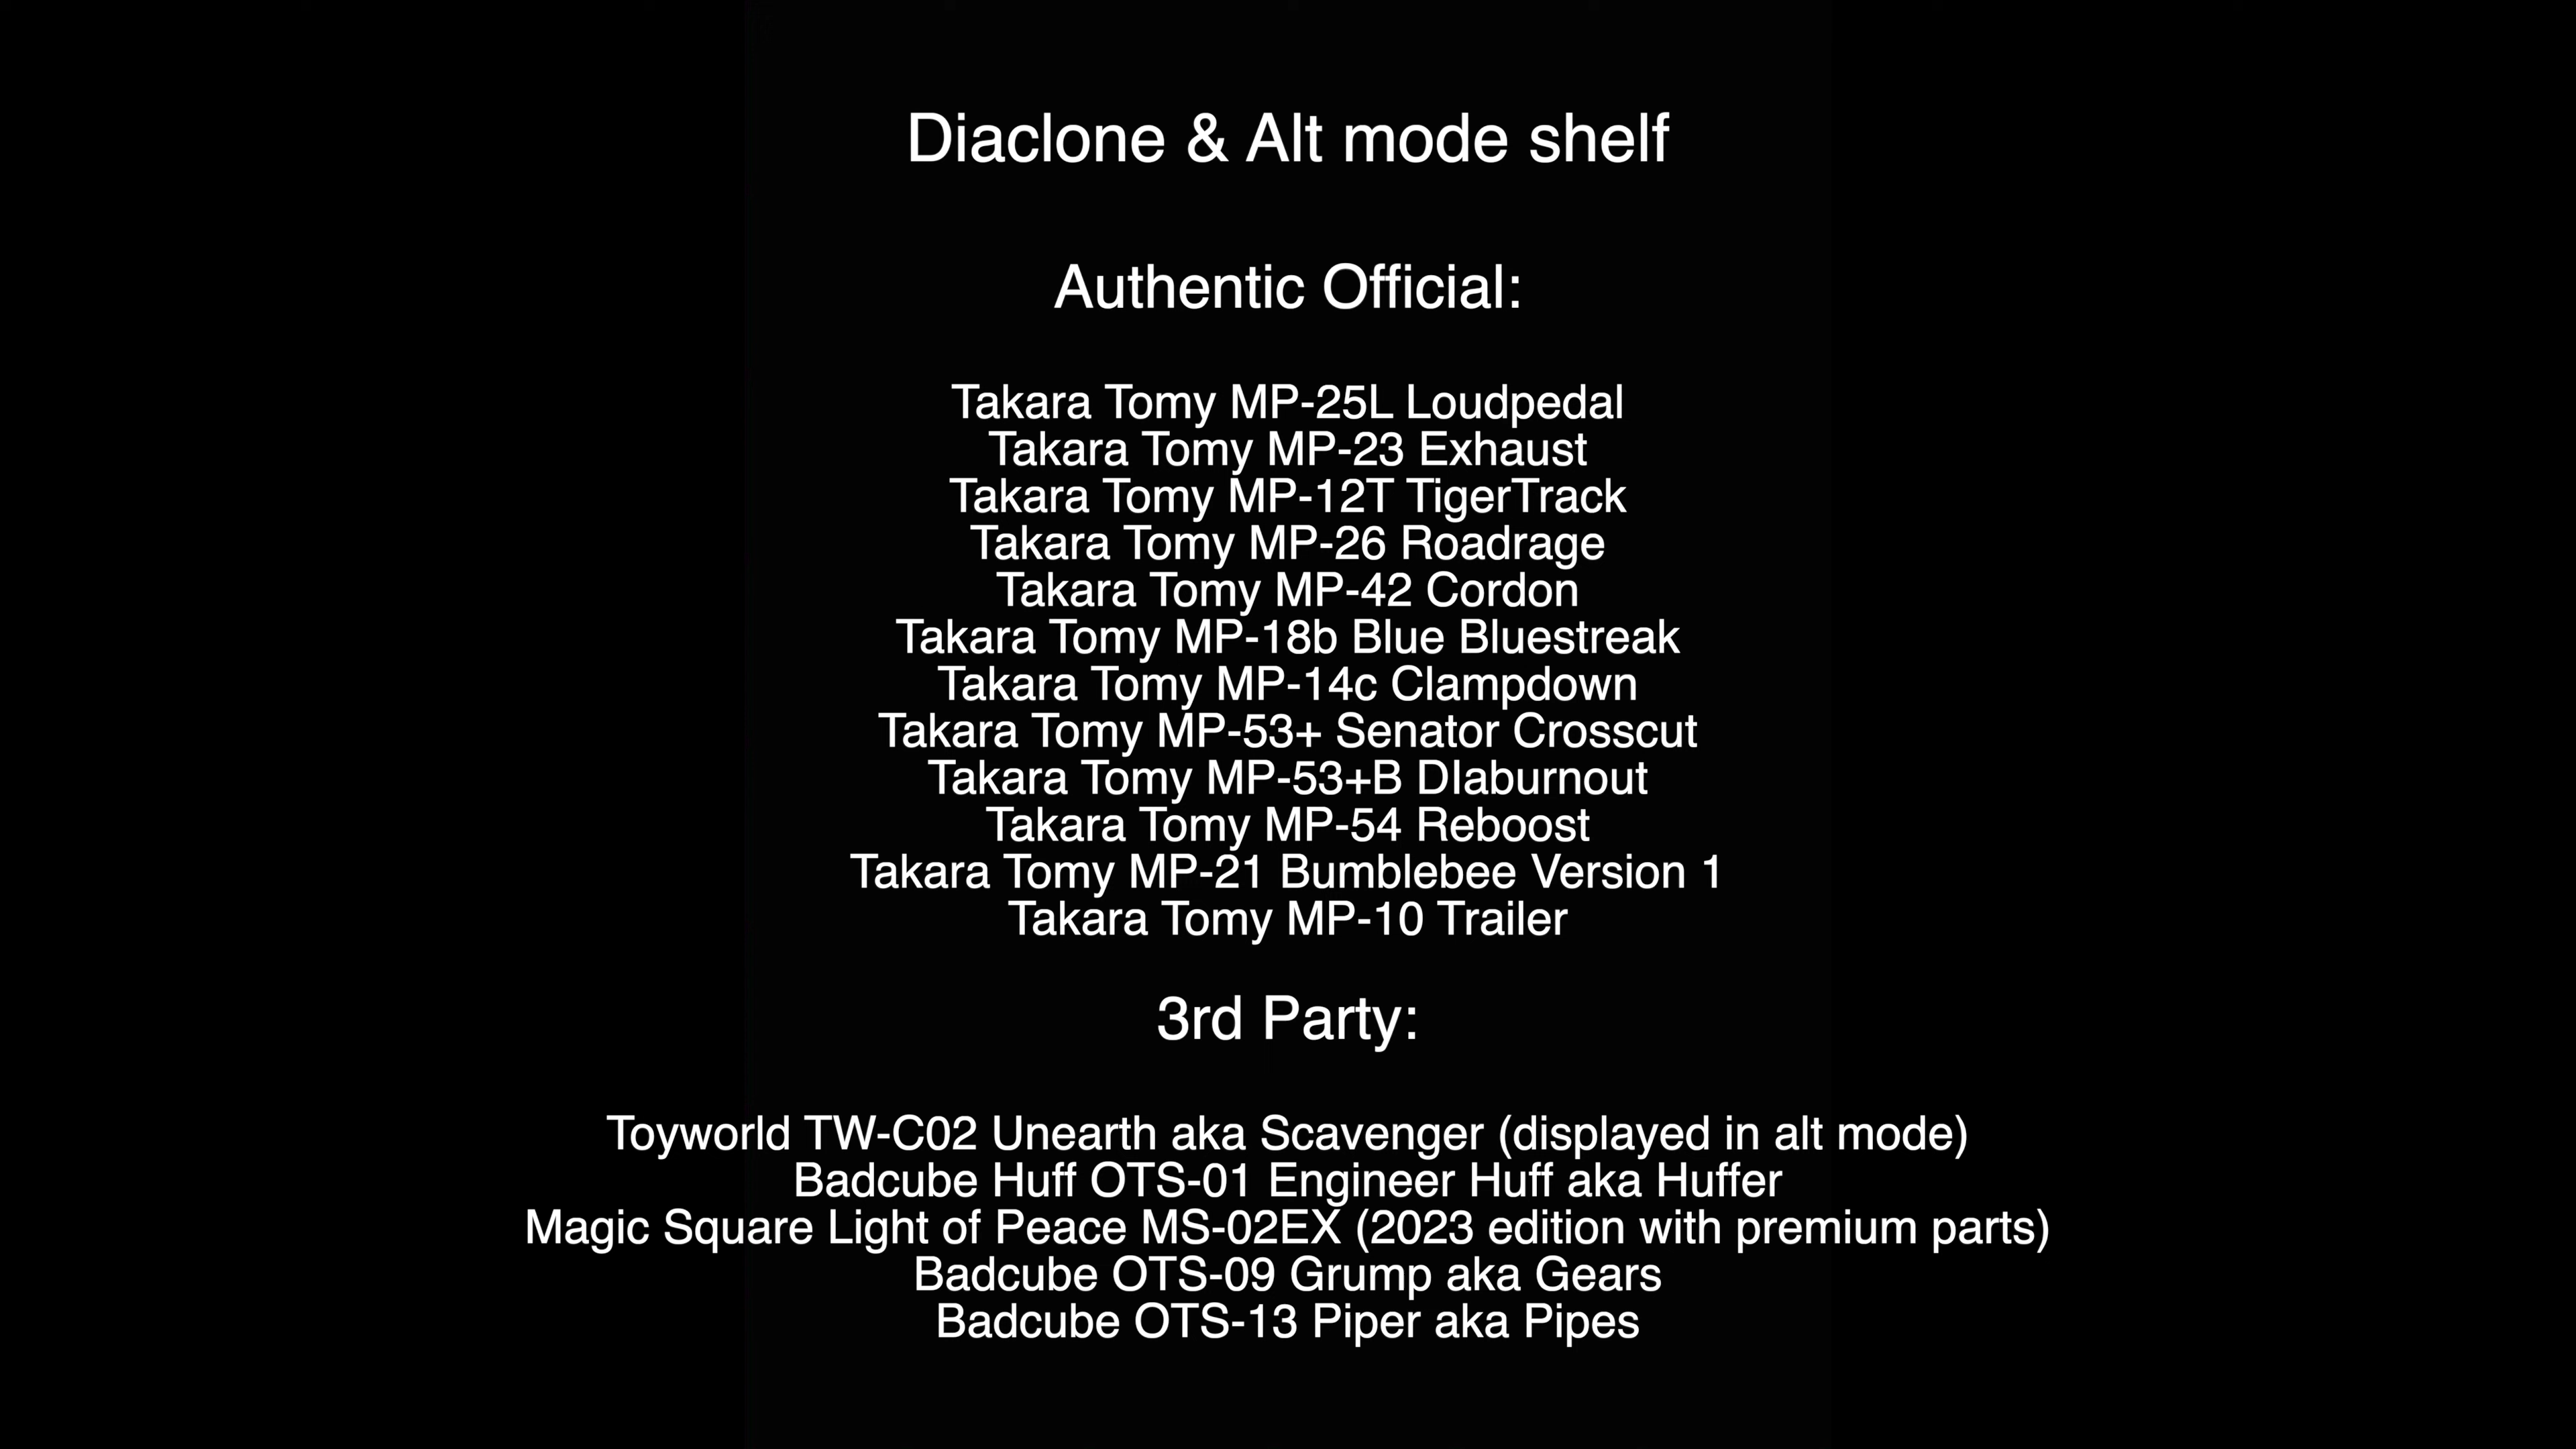 Diaclone & Alt mode shelf
Authentic Official:
Takara Tomy MP-25L Loudpedal
Takara Tomy MP-23 Exhaust
Takara Tomy MP-12T TigerTrack
Takara Tomy MP-26 Roadrage
Takara Tomy MP-42 Cordon
Takara Tomy MP-18b Blue Bluestreak
Takara Tomy MP-14c Clampdown
Takara Tomy MP-53+ Senator Crosscut
Takara Tomy MP-53+B DIaburnout
Takara Tomy MP-54 Reboost
Takara Tomy MP-21 Bumblebee Version 1
Takara Tomy MP-10 Trailer
3rd Party:
Toyworld TW-C02 Unearth aka Scavenger (displayed in alt mode)
Badcube Huff OTS-01 Engineer Huff aka Huffer
Magic Square Light of Peace MS-02EX (2023 edition with premium parts)
Badcube OTS-09 Grump aka Gears
Badcube OTS-13 Piper aka Pipes